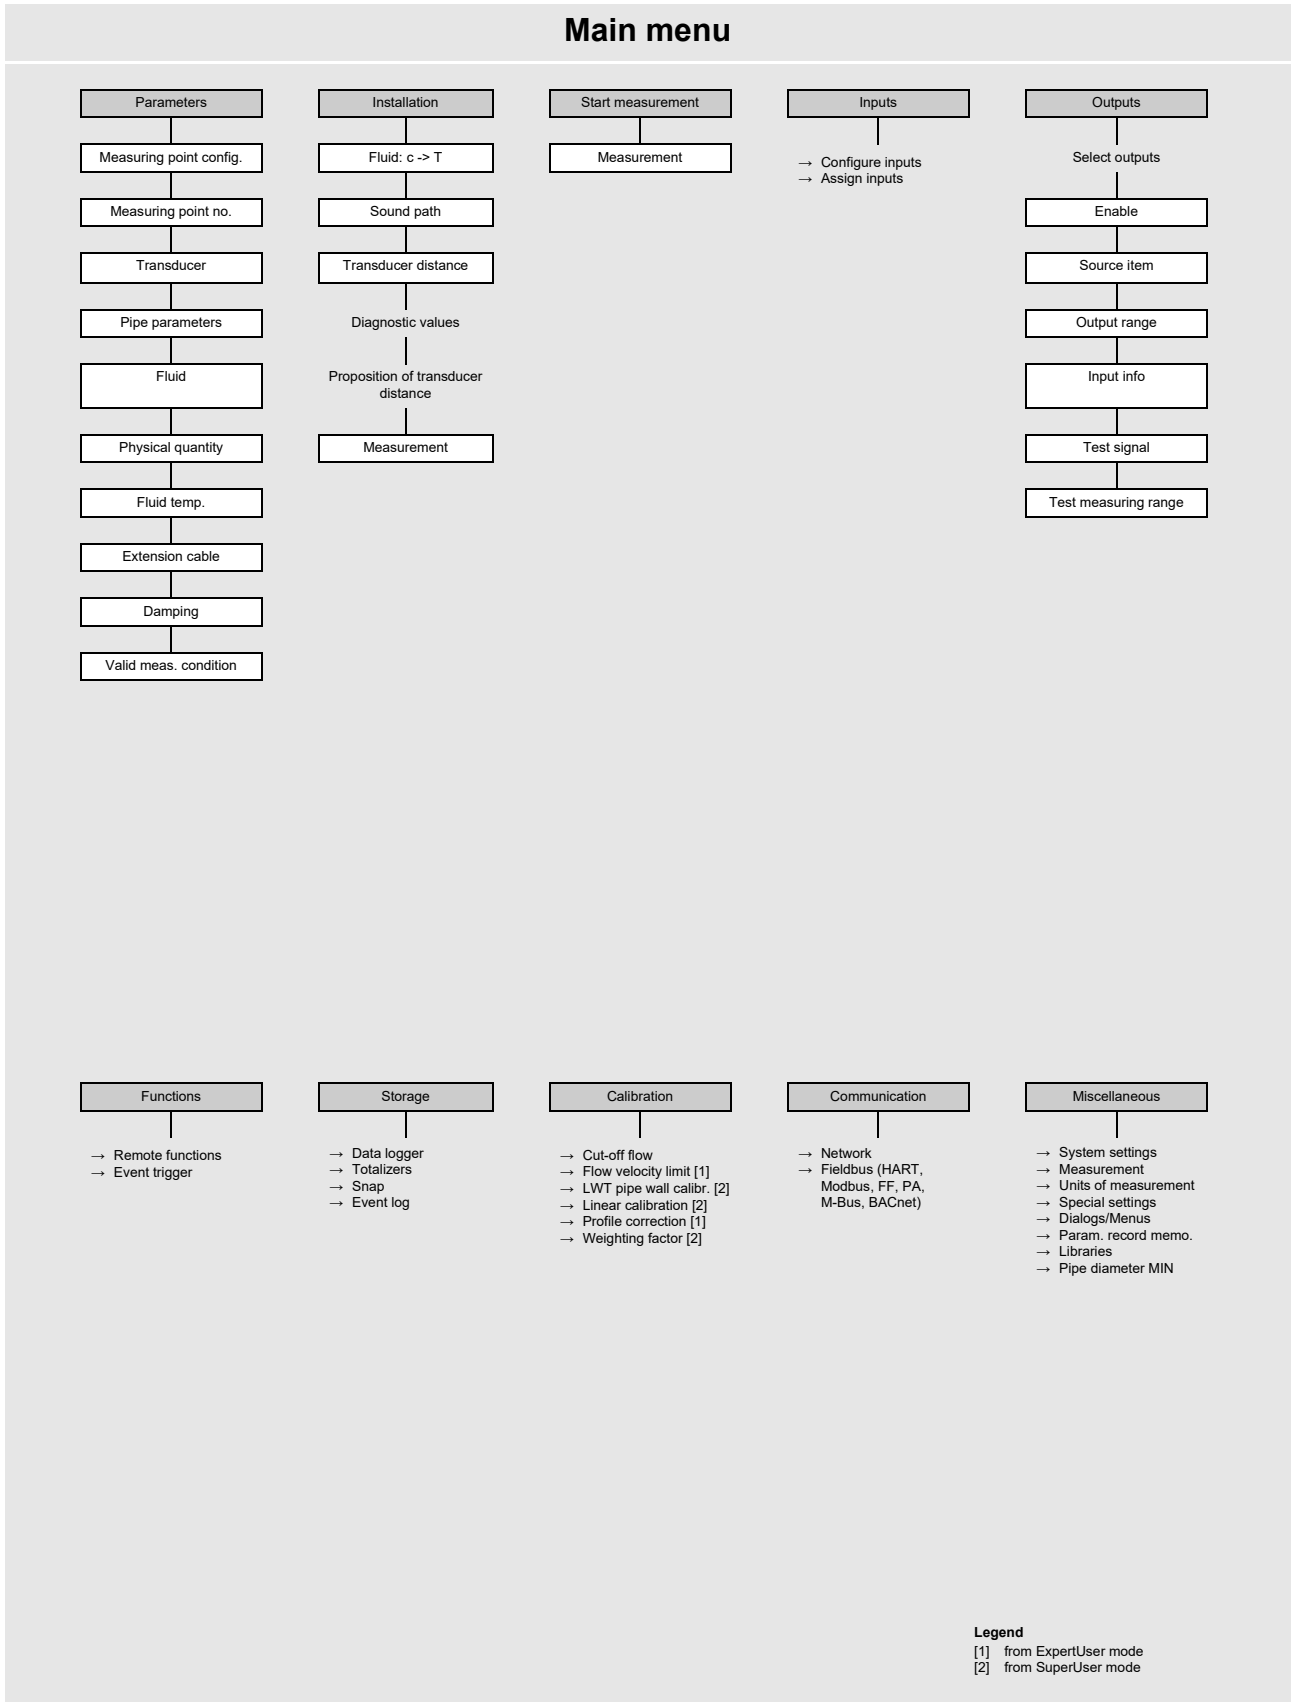 Main menu
Parameters
Measuring point config.
Measuring point no.
Transducer
Pipe parameters
Fluid
Physical quantity
Fluid temp.
Extension cable
Damping
Valid meas. condition
Installation
Fluid: c -> T
Sound path
Transducer distance
Diagnostic values
Proposition of transducer
distance
Measurement
Start measurement
Measurement
Inputs
→ Configure inputs
→ Assign inputs
Outputs
Select outputs
Enable
Source item
Output range
Input info
Test signal
Test measuring range
Functions
→ Remote functions
→ Event trigger
Storage
→ Data logger
→ Totalizers
→ Snap
→ Event log
Calibration
→ Cut-off flow
→ Flow velocity limit [1]
→ LWT pipe wall calibr. [2]
→ Linear calibration [2]
→ Profile correction [1]
→ Weighting factor [2]
Communication
→ Network
→ Fieldbus (HART,
Modbus, FF, PA,
M-Bus, BACnet)
Miscellaneous
→ System settings
→ Measurement
→ Units of measurement
→ Special settings
→ Dialogs/Menus
→ Param. record memo.
→ Libraries
→ Pipe diameter MIN
Legend
[1] from ExpertUser mode
[2] from SuperUser mode